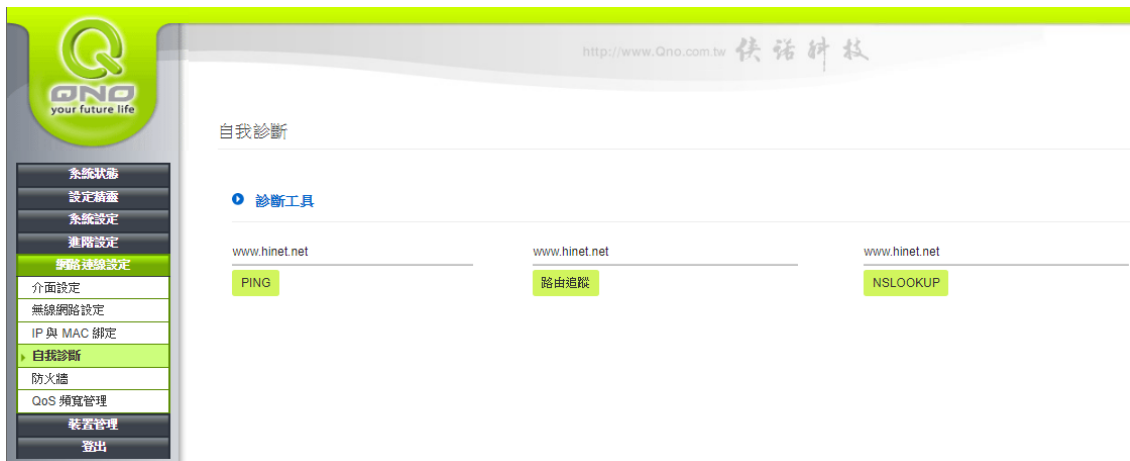 QNO
your future life
http://www.Qno.com.tw 俠諾科技
自我診斷
系統狀態
設定精靈
系統設定
進階設定
網路連線設定
介面設定
無線網路設定
IP 與 MAC 綁定
自我診斷
防火牆
QoS 頻寬管理
裝置管理
登出
診斷工具
www.hinet.net
PING
www.hinet.net
路由追蹤
www.hinet.net
NSLOOKUP